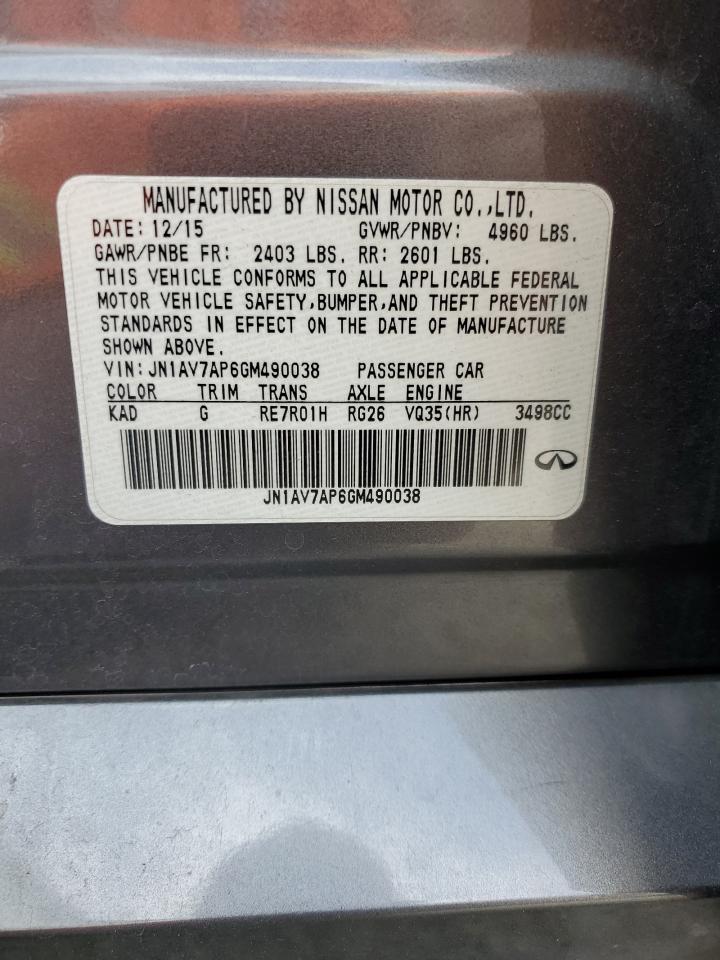 MANUFACTURED BY NISSAN MOTOR CO.,LTD.
DATE: 12/15 GVWR/PNBV: 4960 LBS.
GAWR/PNBE FR: 2403 LBS. RR: 2601 LBS.
THIS VEHICLE CONFORMS TO ALL APPLICABLE FEDERAL
MOTOR VEHICLE SAFETY,BUMPER,AND THEFT PREVENTION
STANDARDS IN EFFECT ON THE DATE OF MANUFACTURE
SHOWN ABOVE.
VIN:JN1AV7AP6GM490038 PASSENGER CAR
COLOR TRIM TRANS AXLE ENGINE
KAD G RE7R01H RG26 VQ35(HR) 3498CC
JN1AV7AP6GM490038